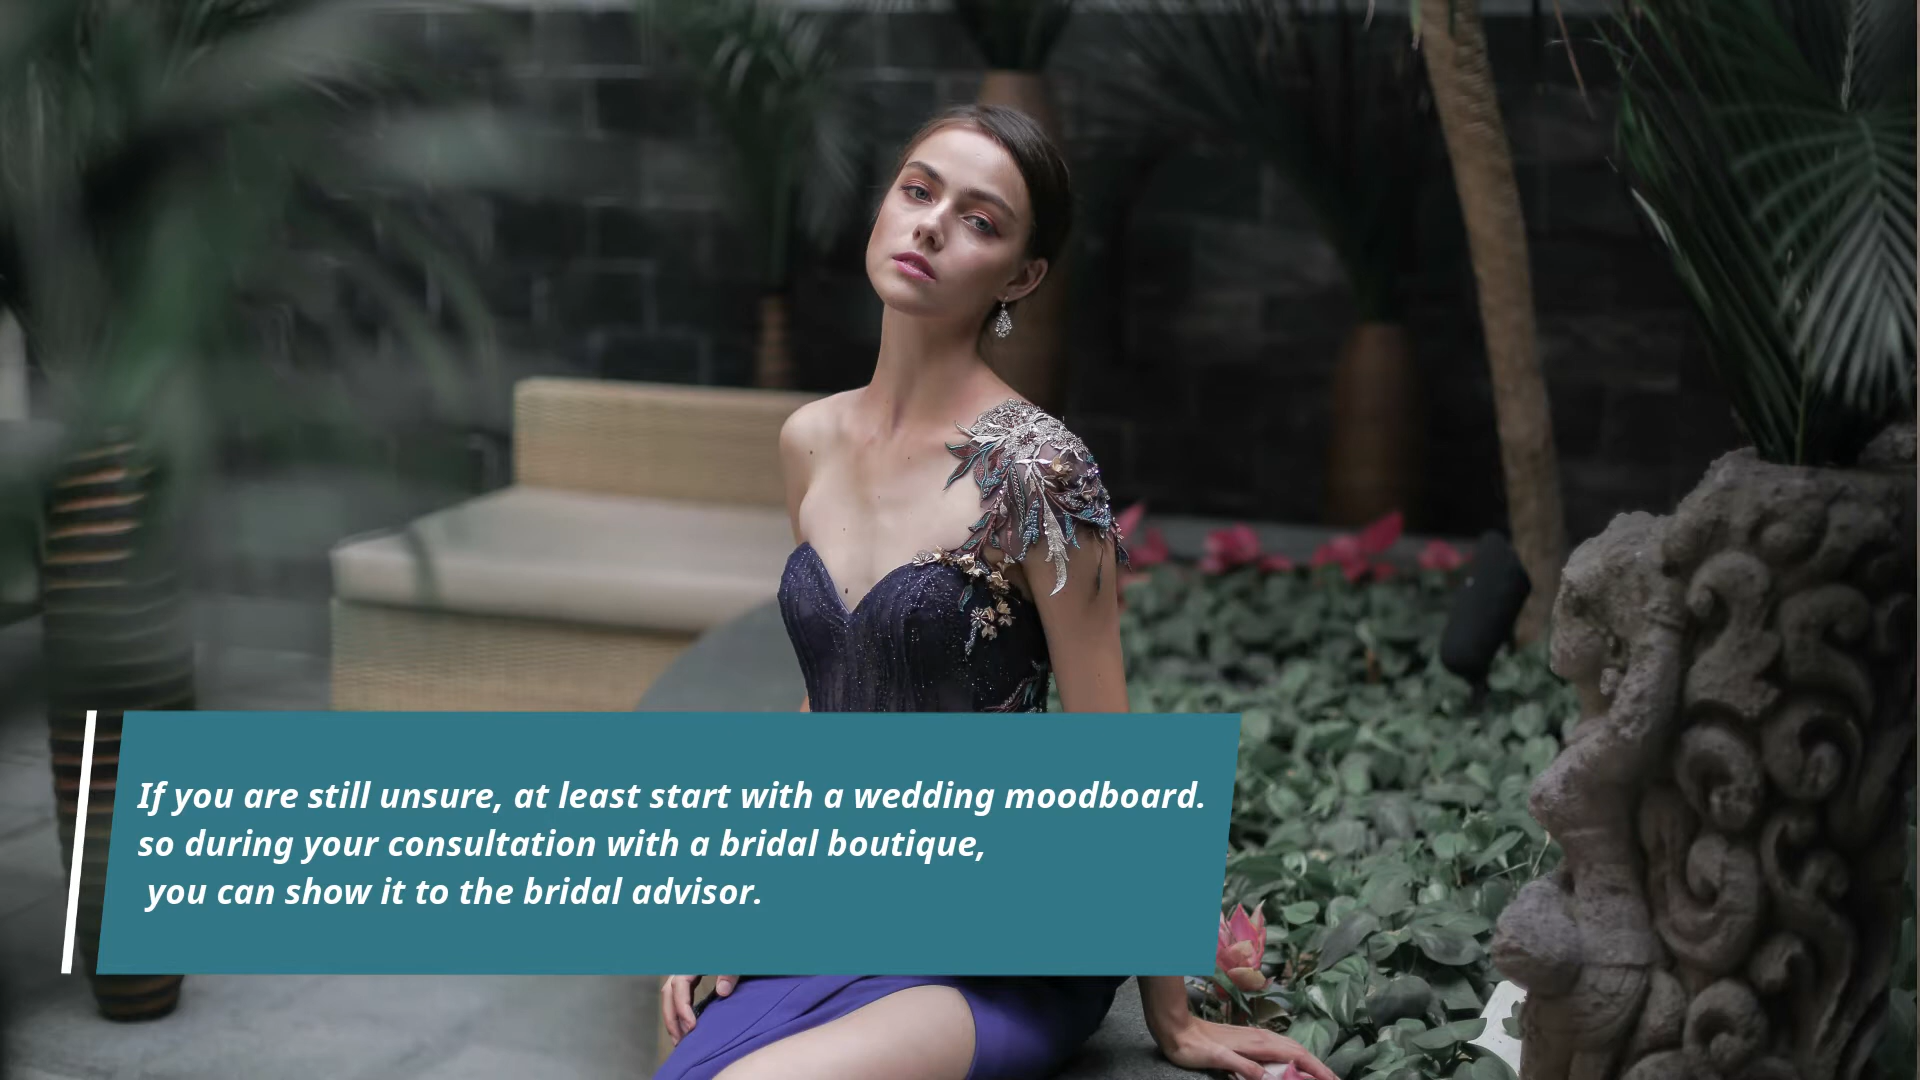 If you are still unsure, at least start with a wedding moodboard.
so during your consultation with a bridal boutique,
you can show it to the bridal advisor.